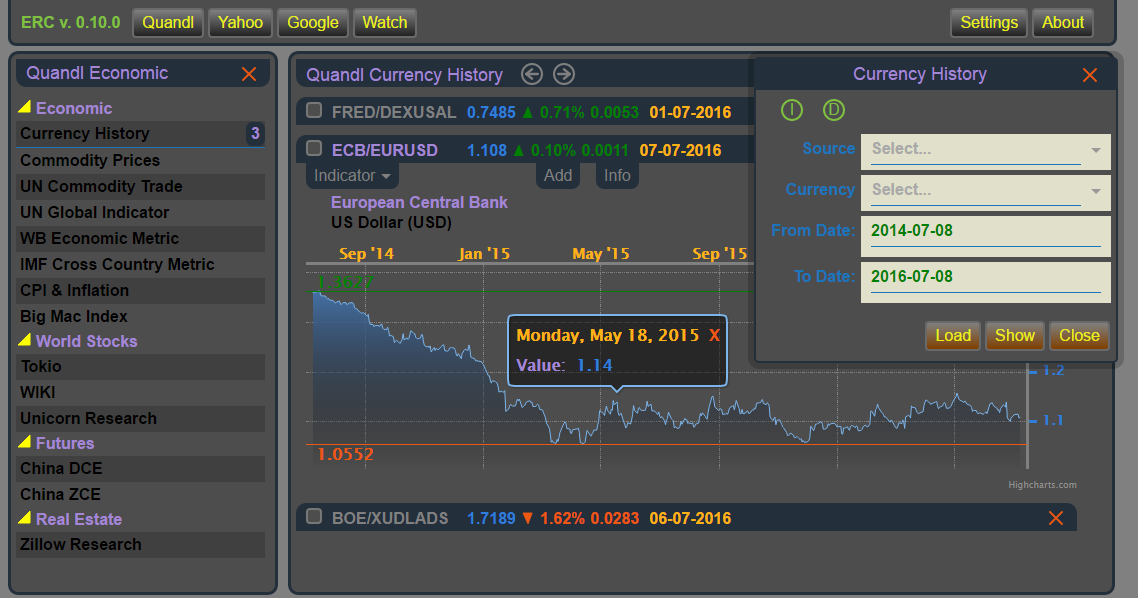 ERC v. 0.10.0 Quandl Yahoo Google Watch Settings About
Quandl Economic
Economic
Currency History 3
Commodity Prices
UN Commodity Trade
UN Global Indicator
WB Economic Metric
IMF Cross Country Metric
CPI & Inflation
Big Mac Index
World Stocks
Tokio
WIKI
Unicorn Research
Futures
China DCE
China ZCE
Real Estate
Zillow Research
Quandl Currency History
FRED/DEXUSAL 0.7485 ▲ 0.71% 0.0053 01-07-2016
ECB/EURUSD 1.108 ▲ 0.10% 0.0011 07-07-2016
Indicator Add Info
European Central Bank
US Dollar (USD)
Sep '14 Jan '15 May '15 Sep '15
1.3627
Monday, May 18, 2015 X
Value: 1.14
1.2
1.1
1.0552
Highcharts.com
BOE/XUDLADS 1.7189 ▼ 1.62% 0.0283 06-07-2016
Currency History
I D
Source Select...
Currency Select...
From Date: 2014-07-08
To Date: 2016-07-08
Load Show Close